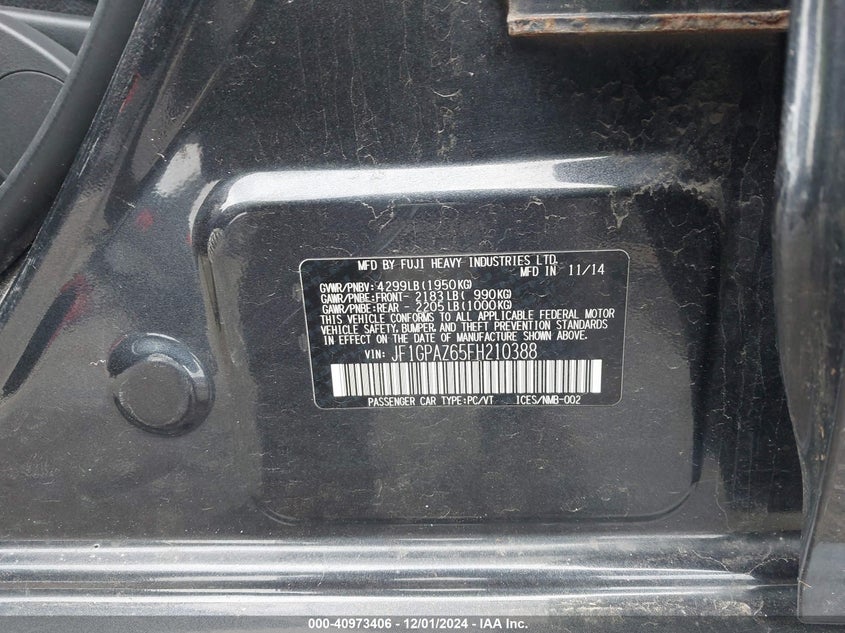 MFD BY FUJI HEAVY INDUSTRIES LTD.
MFD IN 11/14
GVWR/PNBV: 4299LB(1950KG)
GAWR/PNBE:FRONT- 2183LB( 990KG)
GAWR/PNBE:REAR - 2205LB(1000KG)
THIS VEHICLE CONFORMS TO ALL APPLICABLE FEDERAL MOTOR
VEHICLE SAFETY, BUMPER, AND THEFT PREVENTION STANDARDS
IN EFFECT ON THE DATE OF MANUFACTURE SHOWN ABOVE.
VIN: JF1GPAZ65FH210388
PASSENGER CAR TYPE:PC/VT ICES/NMB-002
000-40973406 - 12/01/2024 - IAA Inc.